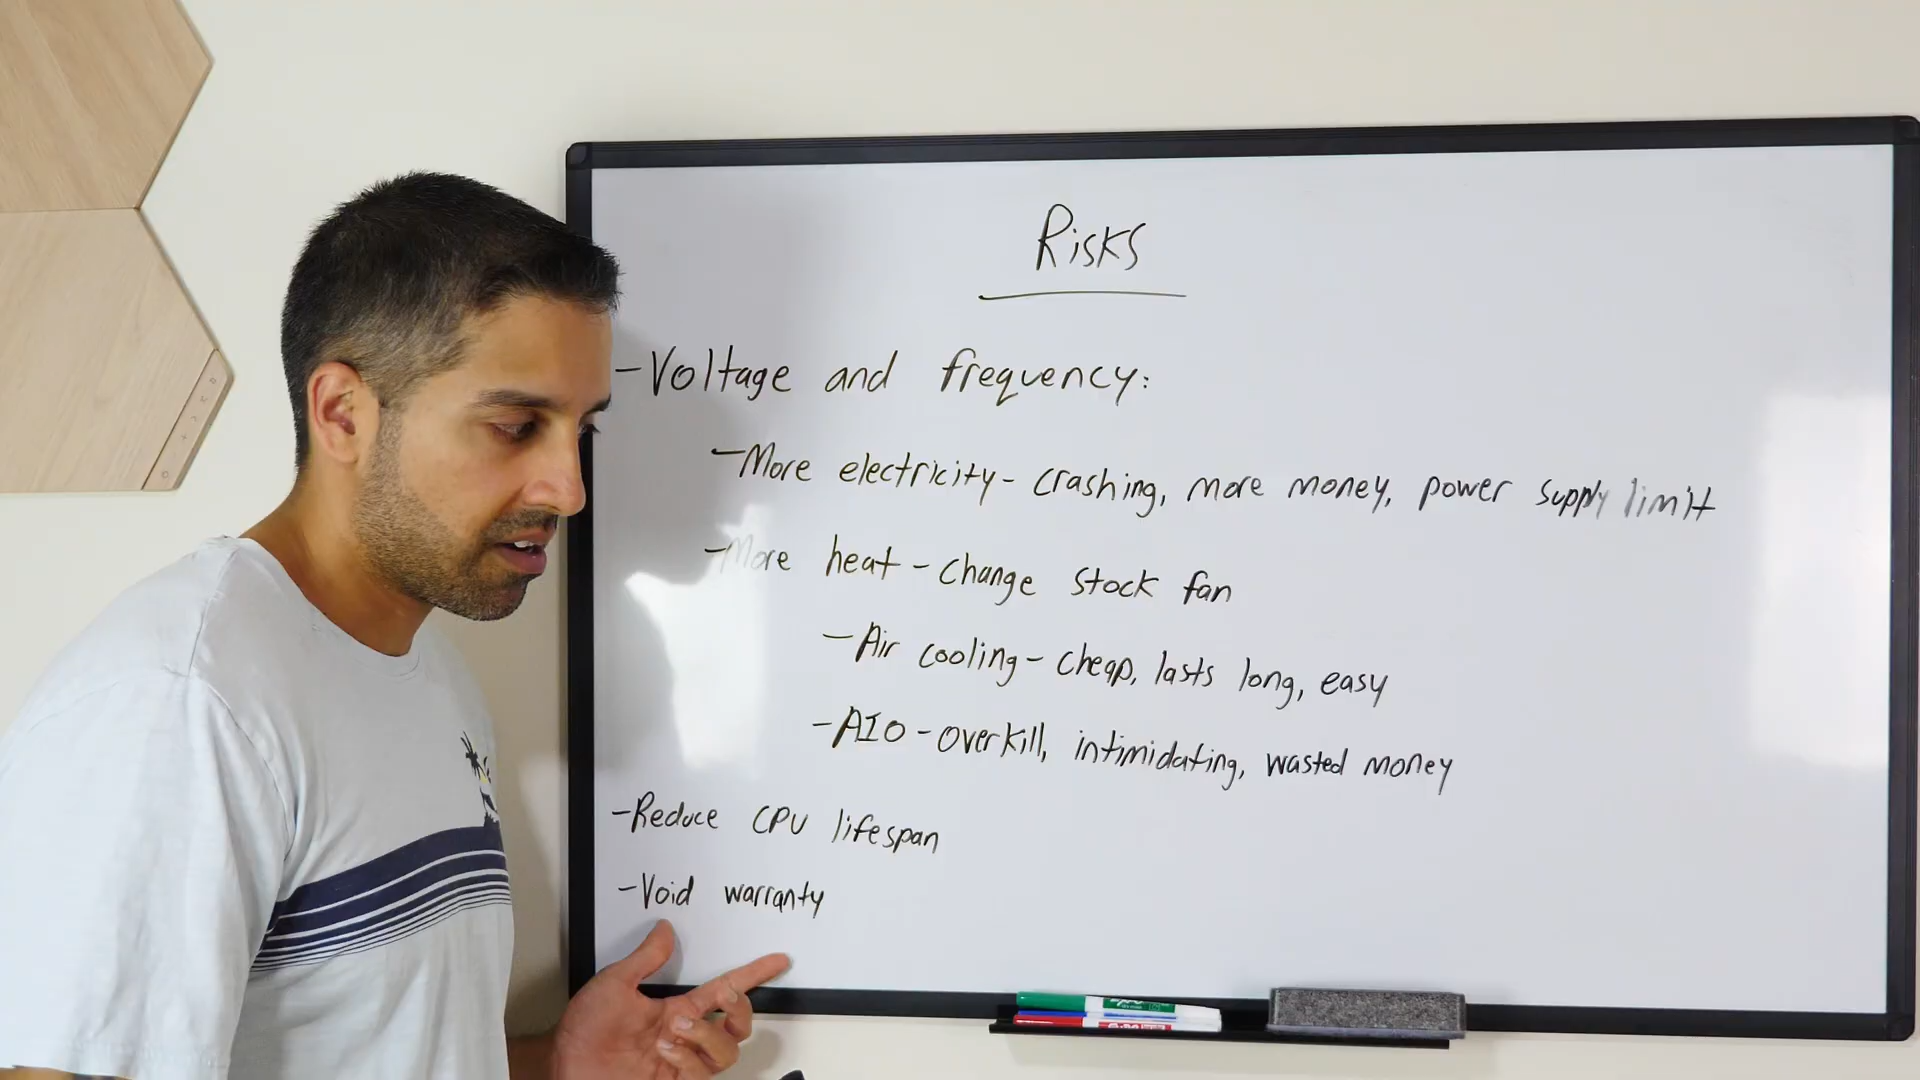 Risks
-Voltage and frequency:
-More electricity- crashing, more money, power supply limit
-More heat - change stock fan
-Air cooling- cheap, lasts long, easy
-AIO - overkill, intimidating, wasted money
-Reduce CPU lifespan
-Void warranty